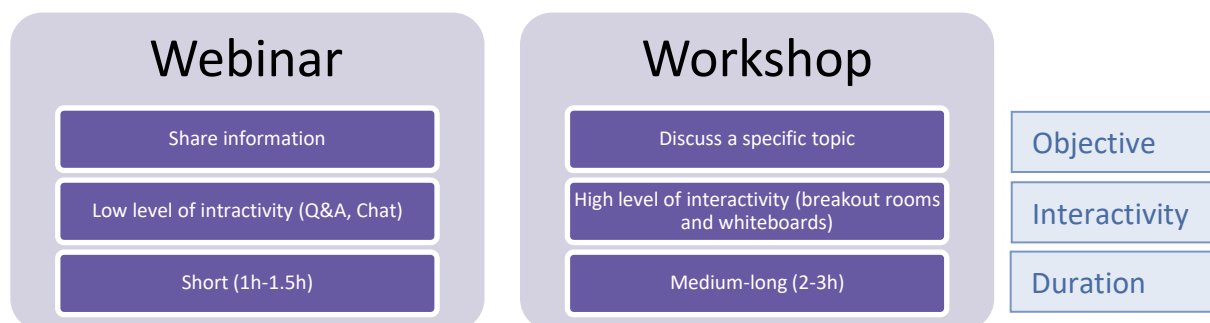 Webinar
Workshop
Share information
Discuss a specific topic
Objective
Low level of intractivity (Q&A, Chat)
High level of interactivity (breakout rooms
and whiteboards)
Interactivity
Short (1h-1.5h)
Medium-long (2-3h)
Duration